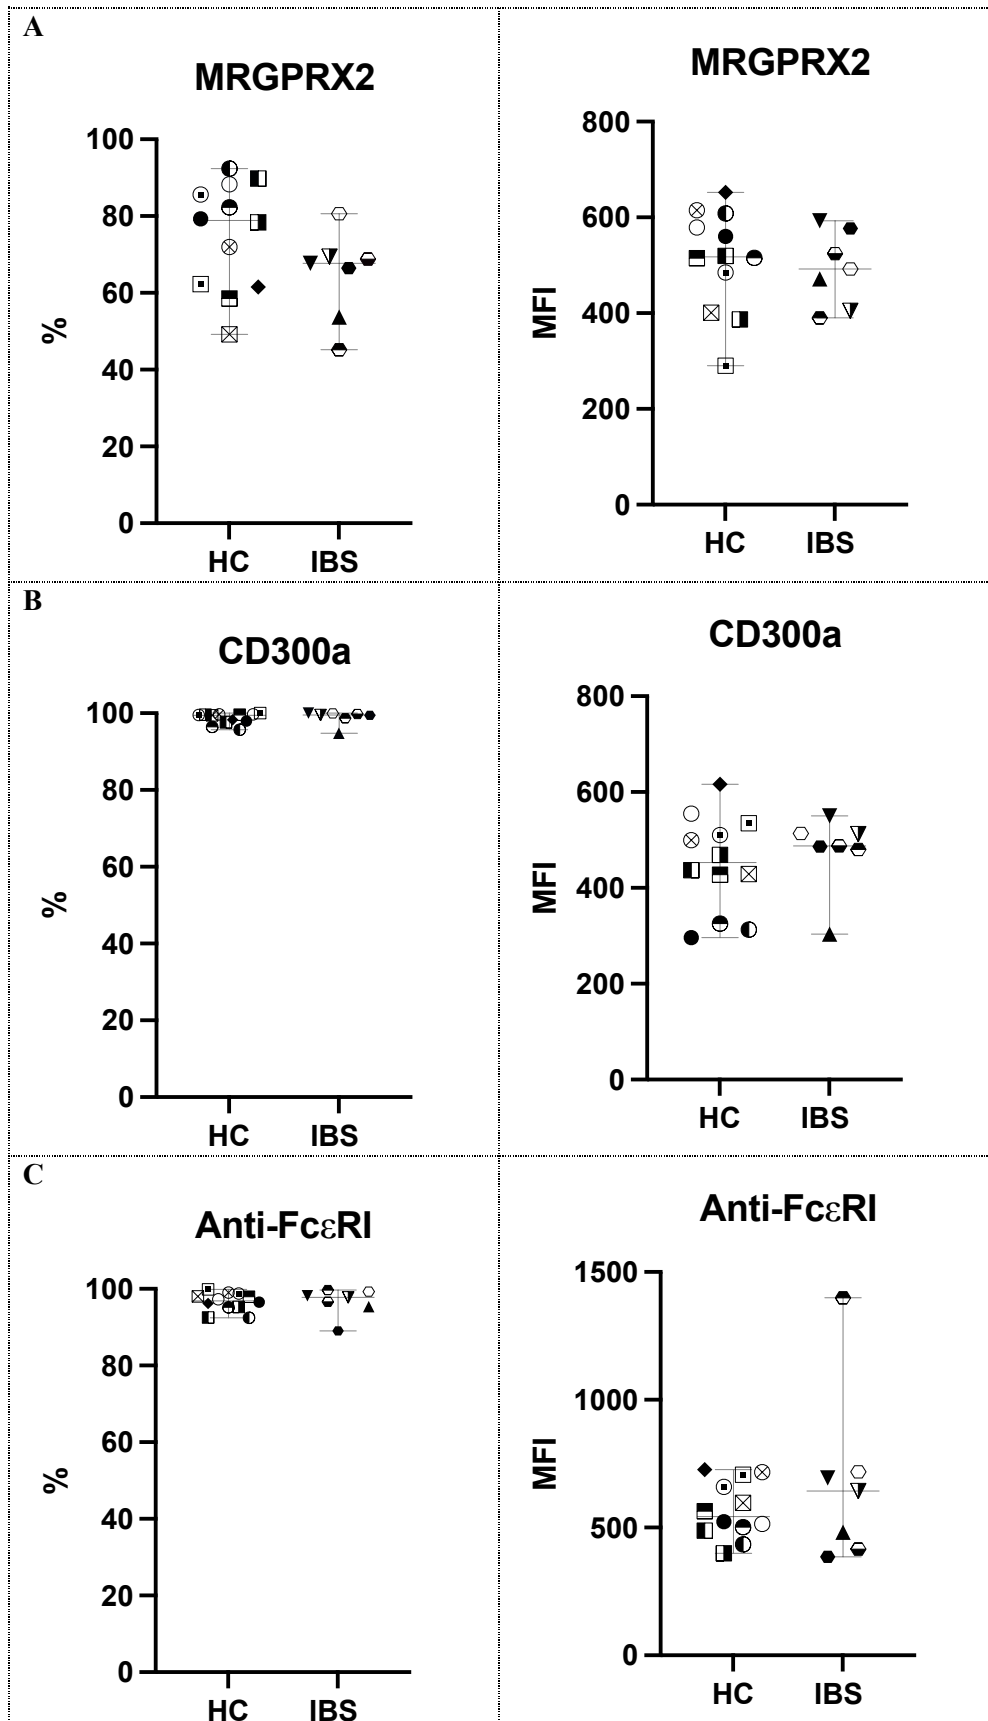 A
MRGPRX2
100
80
60
40
20
0
%
HC
IBS
MRGPRX2
800
600
400
200
0
MFI
HC
IBS
B
CD300a
100
80
60
40
20
0
%
HC
IBS
CD300a
800
600
400
200
0
MFI
HC
IBS
C
Anti-FcεRI
100
80
60
40
20
0
%
HC
IBS
Anti-FcεRI
1500
1000
500
0
MFI
HC
IBS